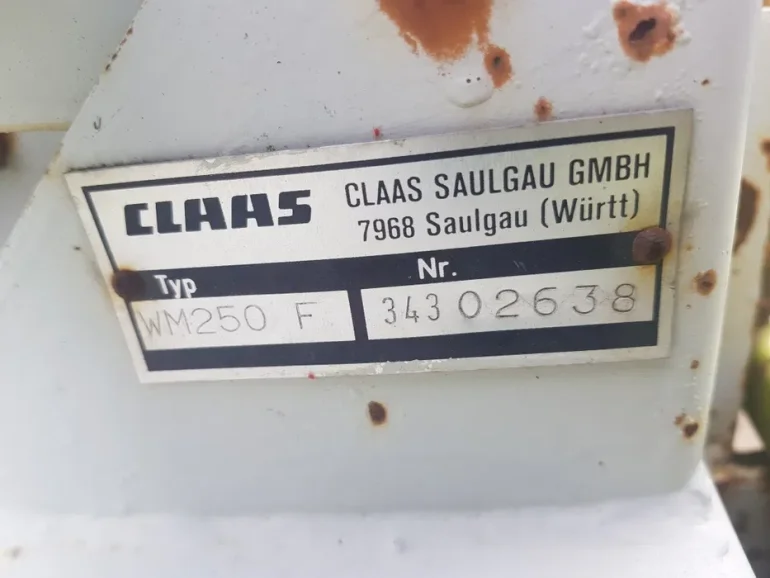 CLAAS
CLAAS SAULGAU GMBH
7968 Saulgau (Württ)
Typ
Nr.
WM250 F
34302638